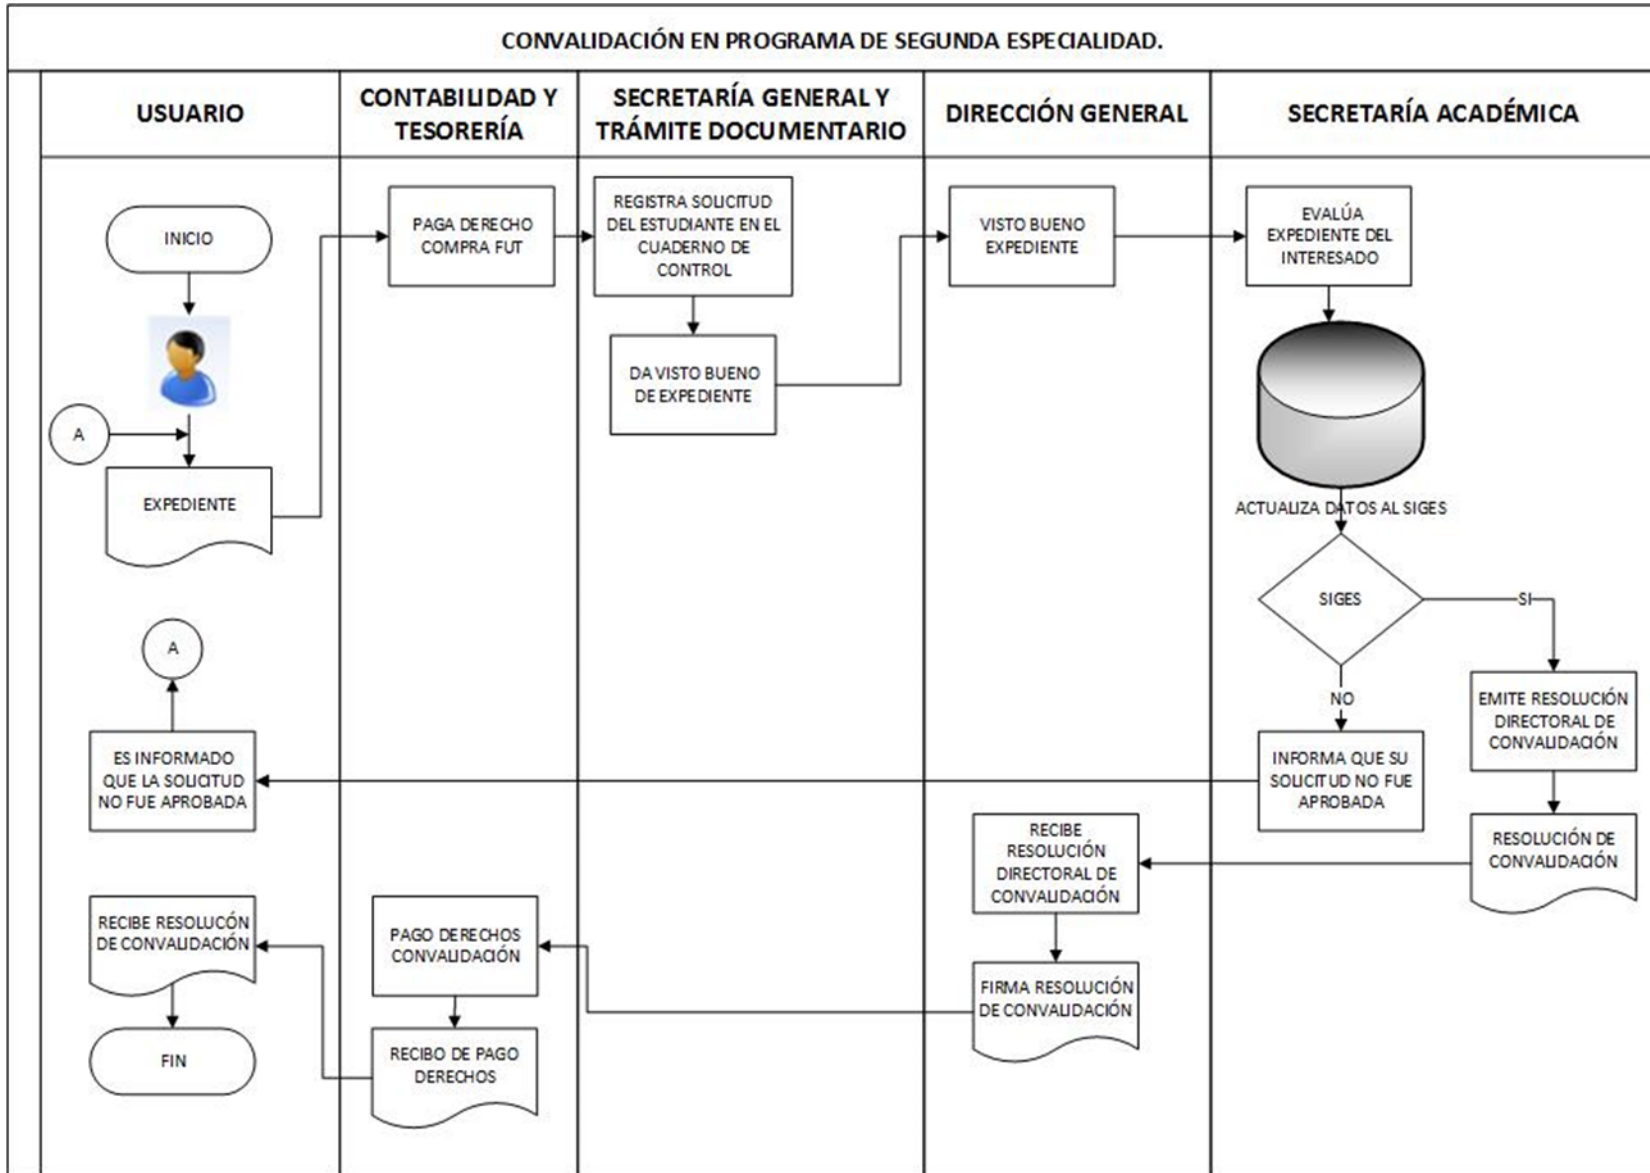 CONVALIDACIÓN EN PROGRAMA DE SEGUNDA ESPECIALIDAD.
USUARIO
CONTABILIDAD Y
TESORERÍA
SECRETARÍA GENERAL Y
TRÁMITE DOCUMENTARIO
DIRECCIÓN GENERAL
SECRETARÍA ACADÉMICA
INICIO
PAGA DERECHO
COMPRA FUT
REGISTRA SOLICITUD
DEL ESTUDIANTE EN EL
CUADERNO DE
CONTROL
VISTO BUENO
EXPEDIENTE
EVALÚA
EXPEDIENTE DEL
INTERESADO
DA VISTO BUENO
DE EXPEDIENTE
A
EXPEDIENTE
ACTUALIZA DATOS AL SIGES
SIGES
SI
NO
A
ES INFORMADO
QUE LA SOLICITUD
NO FUE APROBADA
INFORMA QUE SU
SOLICITUD NO FUE
APROBADA
EMITE RESOLUCIÓN
DIRECTORAL DE
CONVALIDACIÓN
RECIBE
RESOLUCIÓN
DIRECTORAL DE
CONVALIDACIÓN
RESOLUCIÓN DE
CONVALIDACIÓN
RECIBE RESOLUCÓN
DE CONVALIDACIÓN
PAGO DERECHOS
CONVALIDACIÓN
FIRMA RESOLUCIÓN
DE CONVALIDACIÓN
FIN
RECIBO DE PAGO
DERECHOS